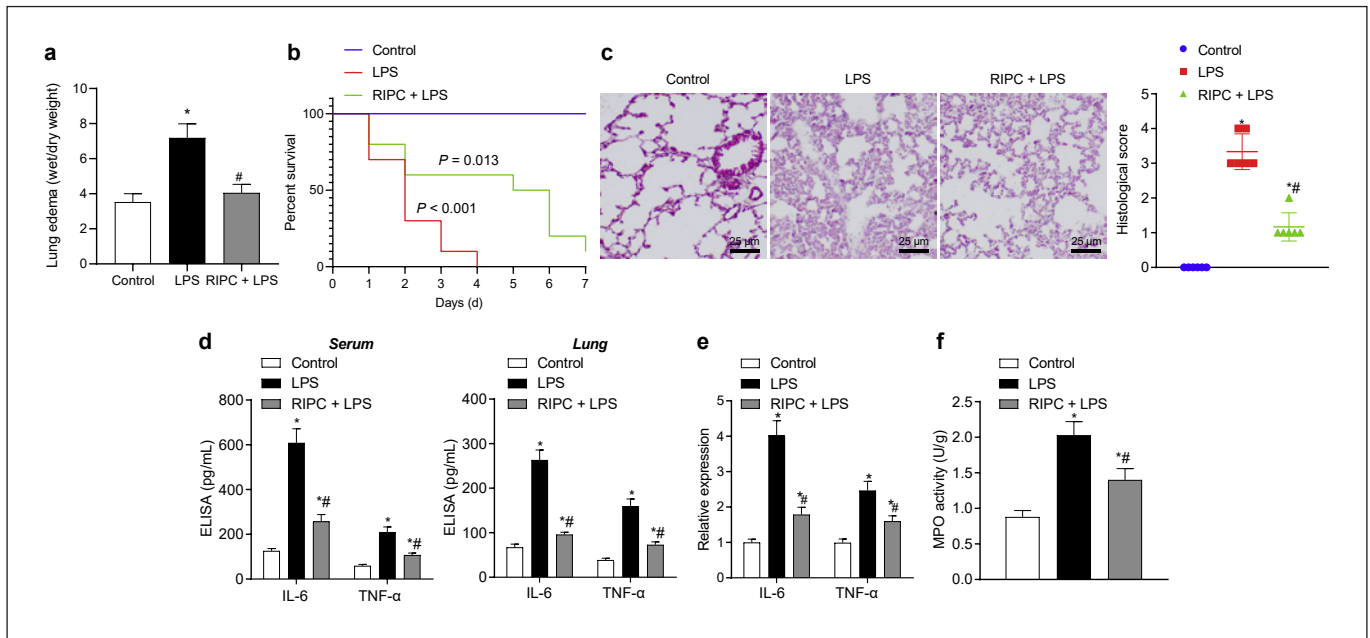 a
Lung edema (wet/dry weight)
10
8
6
4
2
0
*
#
Control
LPS
RIPC + LPS
b
Control
LPS
RIPC + LPS
Percent survival
100
50
0
P = 0.013
P < 0.001
0 1 2 3 4 5 6 7
Days (d)
c
Control
LPS
RIPC + LPS
25 µm
25 µm
25 µm
Control
LPS
RIPC + LPS
Histological score
5
4
3
2
1
0
*
*#
d
Serum
Control
LPS
RIPC + LPS
ELISA (pg/mL)
800
600
400
200
0
*
*#
*
*#
IL-6
TNF-α
Lung
Control
LPS
RIPC + LPS
ELISA (pg/mL)
400
300
200
100
0
*
*#
*
*#
IL-6
TNF-α
e
Control
LPS
RIPC + LPS
Relative expression
5
4
3
2
1
0
*
*#
*
*#
IL-6
TNF-α
f
Control
LPS
RIPC + LPS
MPO activity (U/g)
2.5
2.0
1.5
1.0
0.5
0.0
*
*#